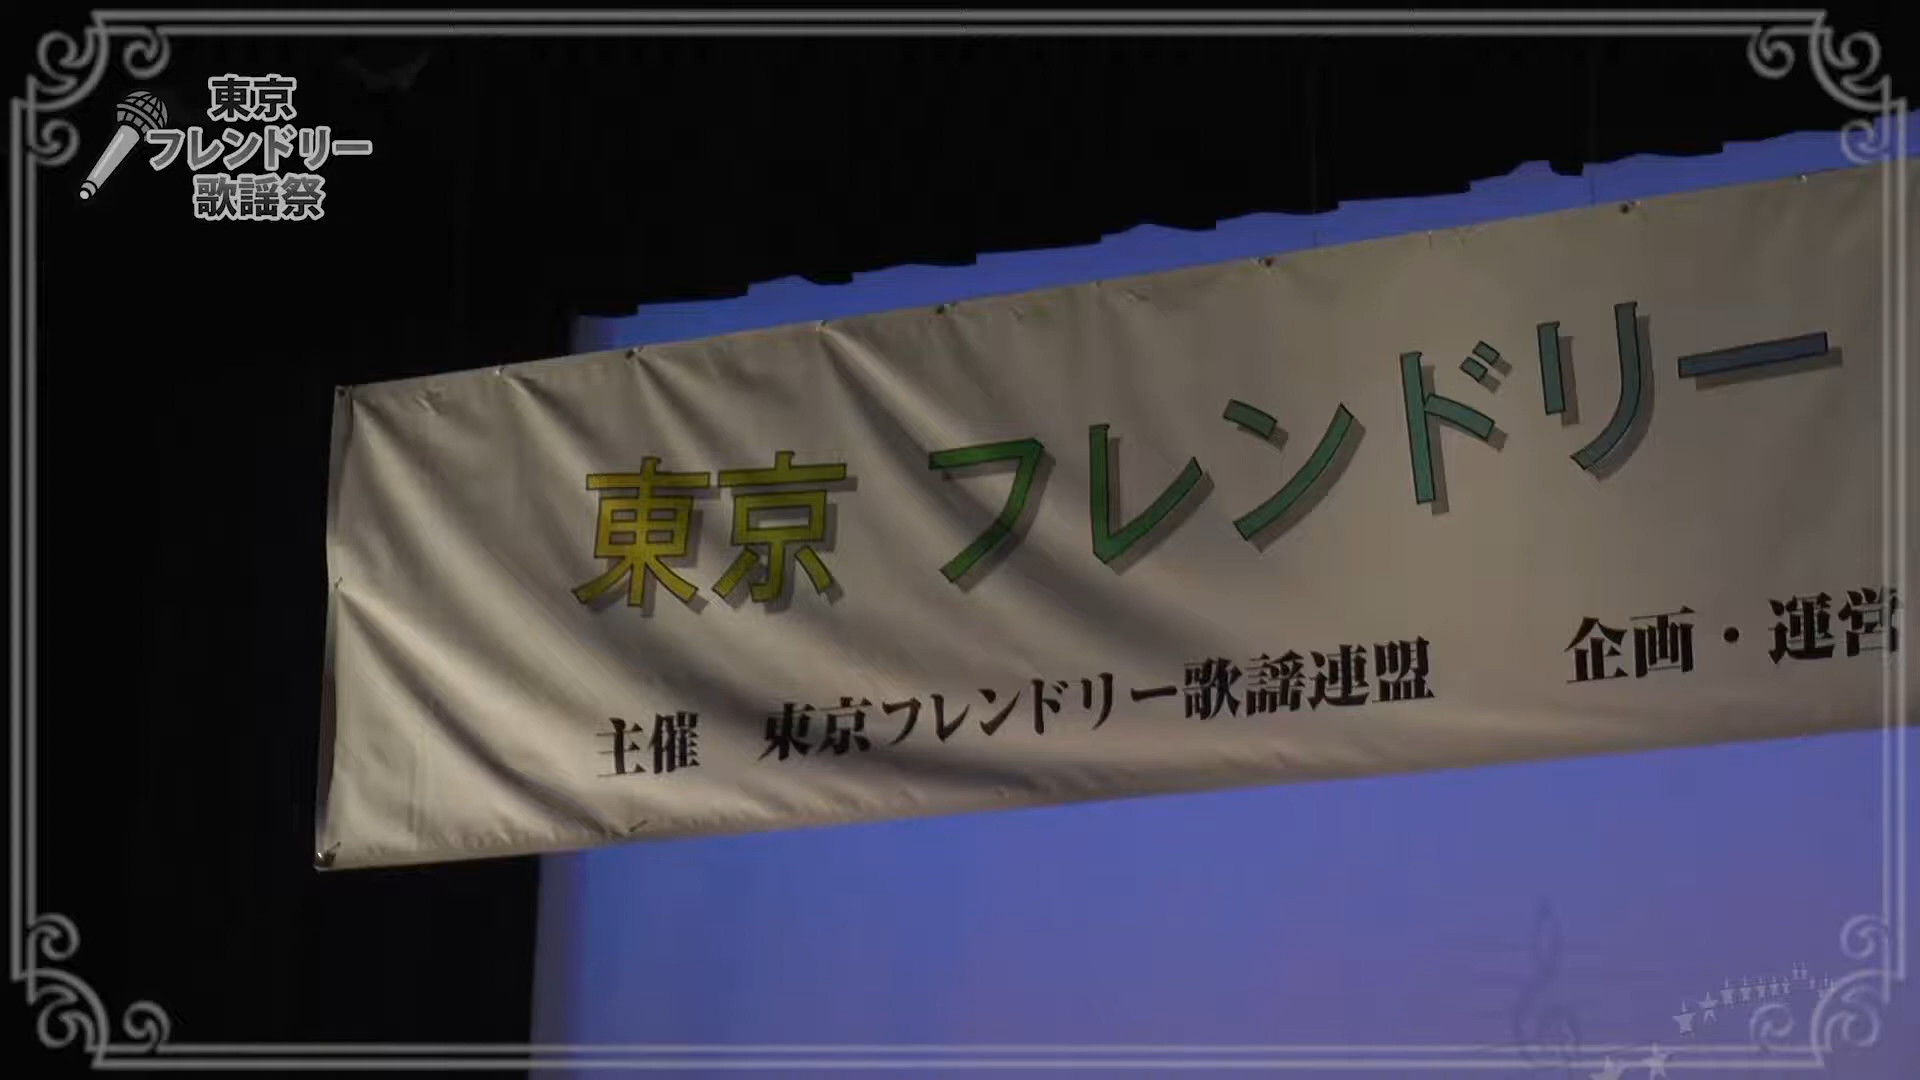 東京
フレンドリー
歌謡祭
東京 フレンドリー
主催 東京フレンドリー歌謡連盟 企画・運営